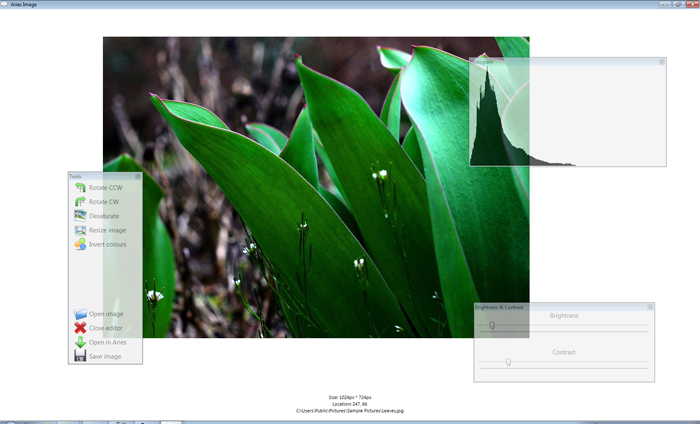 Aries Image
Histogram
Tools
Rotate CCW
Rotate CW
Desaturate
Resize image
Invert colours
Open image
Close editor
Open in Aries
Save image
Brightness & Contrast
Brightness
Contrast
Size: 1024px * 724px
Location: 247, 66
C:\Users\Public\Pictures\Sample Pictures\Leaves.jpg